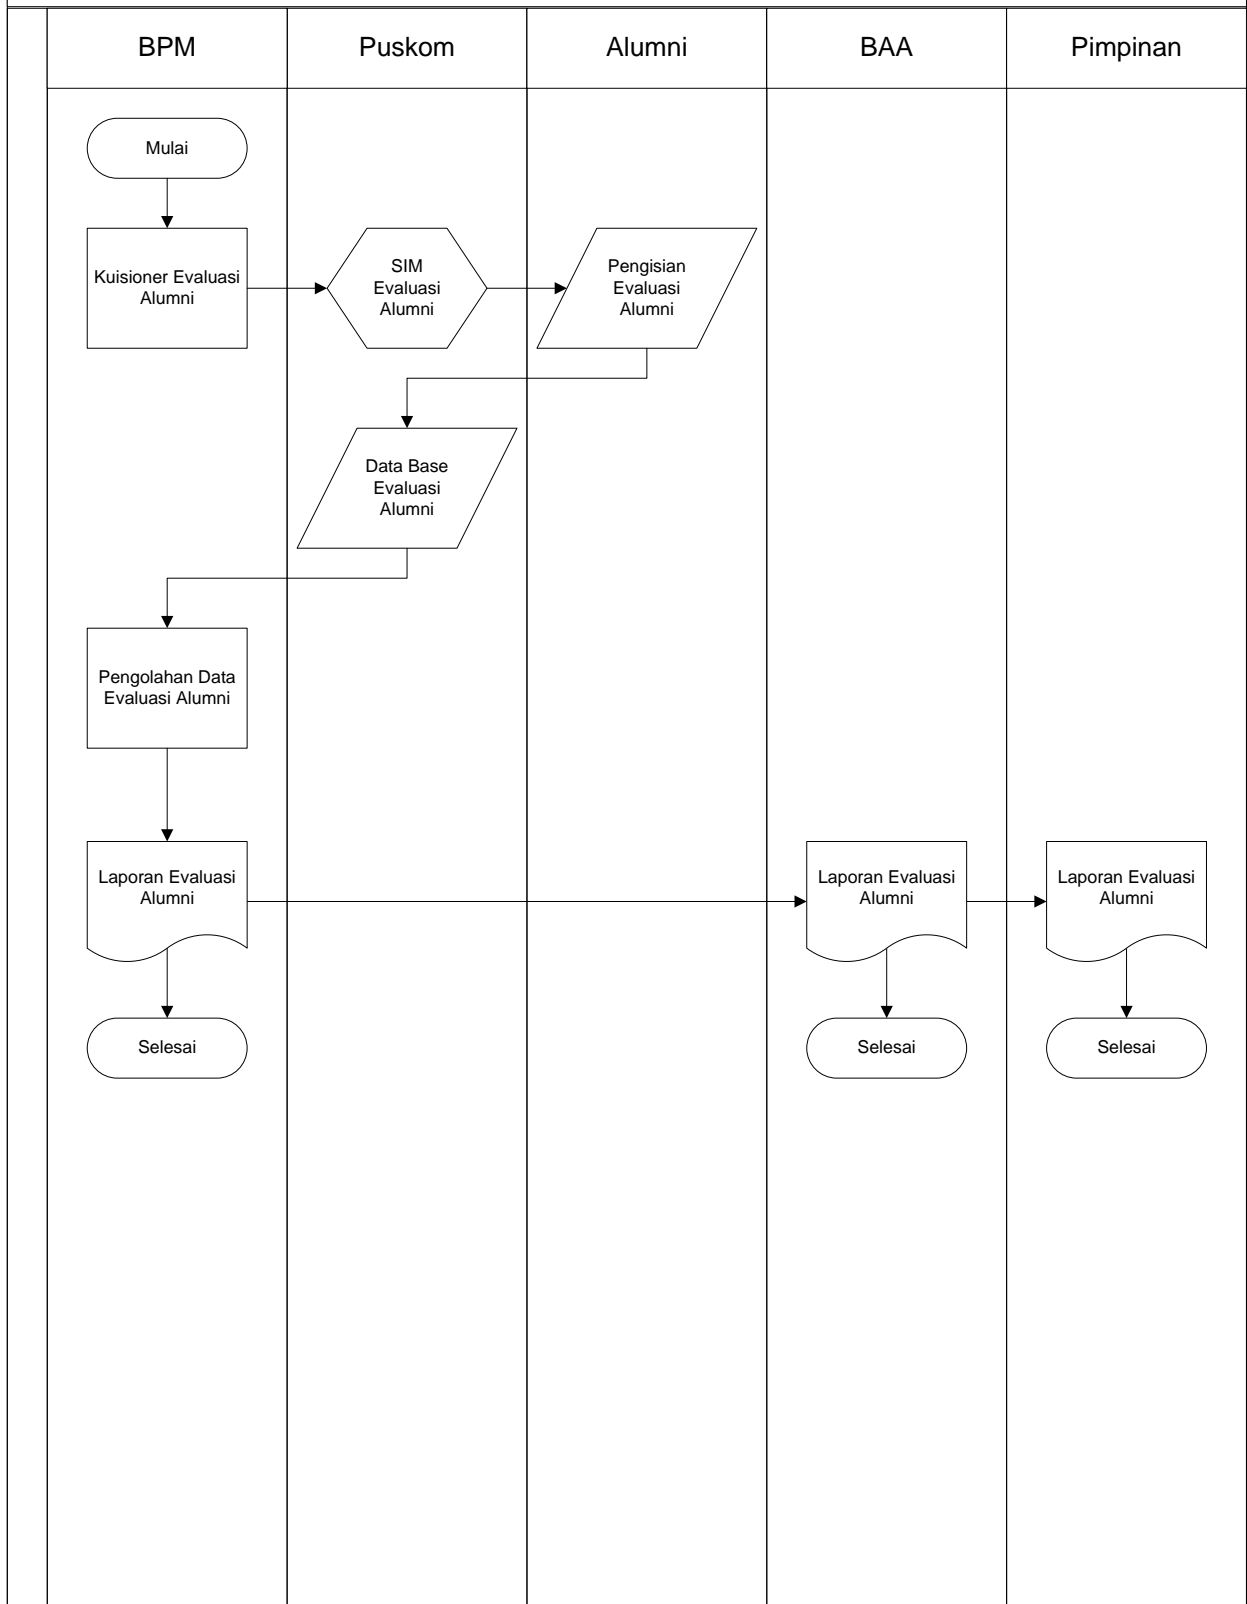 BPM
Puskom
Alumni
BAA
Pimpinan
Mulai
Kuisioner Evaluasi
Alumni
SIM
Evaluasi
Alumni
Pengisian
Evaluasi
Alumni
Data Base
Evaluasi
Alumni
Pengolahan Data
Evaluasi Alumni
Laporan Evaluasi
Alumni
Laporan Evaluasi
Alumni
Laporan Evaluasi
Alumni
Selesai
Selesai
Selesai